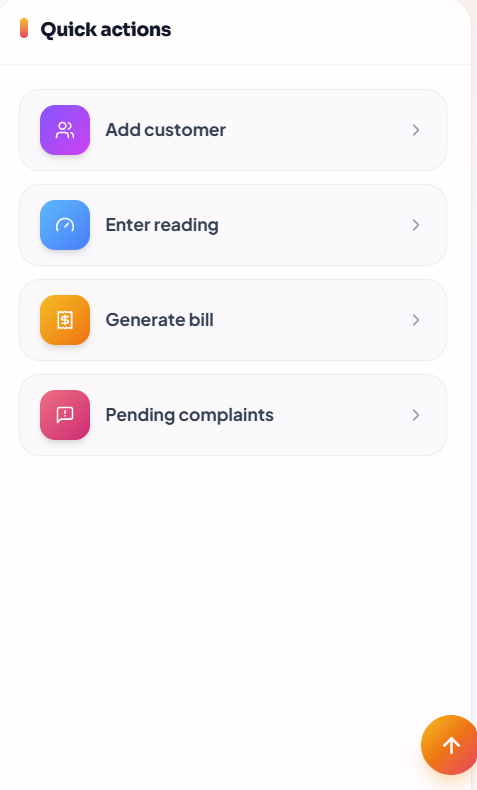 Quick actions
Add customer
Enter reading
Generate bill
Pending complaints